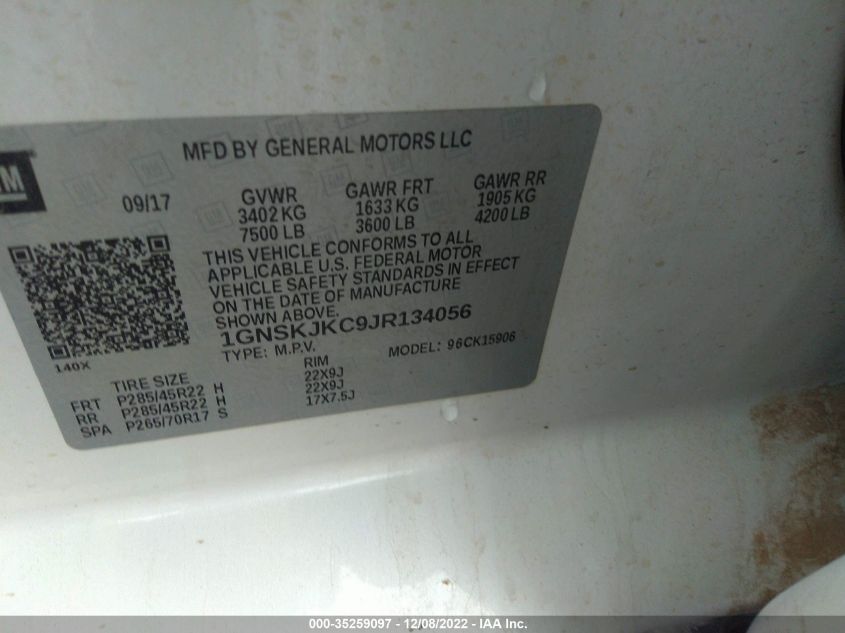 MFD BY GENERAL MOTORS LLC
GM
09/17 GVWR GAWR FRT GAWR RR
3402 KG 1633 KG 1905 KG
7500 LB 3600 LB 4200 LB
THIS VEHICLE CONFORMS TO ALL
APPLICABLE U.S. FEDERAL MOTOR
VEHICLE SAFETY STANDARDS IN EFFECT
ON THE DATE OF MANUFACTURE
SHOWN ABOVE.
1GNSKJKC9JR134056
TYPE: M.P.V. MODEL: 96CK15906
140X
TIRE SIZE RIM
FRT P285/45R22 H 22X9J
RR P285/45R22 H 22X9J
SPA P265/70R17 S 17X7.5J
000-35259097 - 12/08/2022 - IAA Inc.